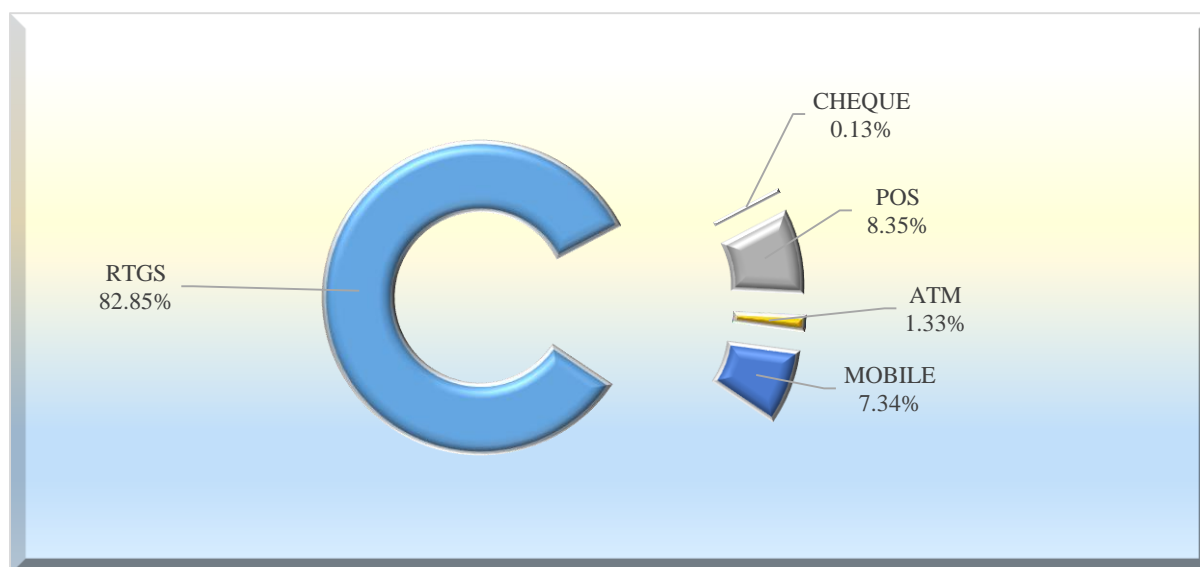 CHEQUE
0.13%
POS
8.35%
RTGS
82.85%
ATM
1.33%
MOBILE
7.34%